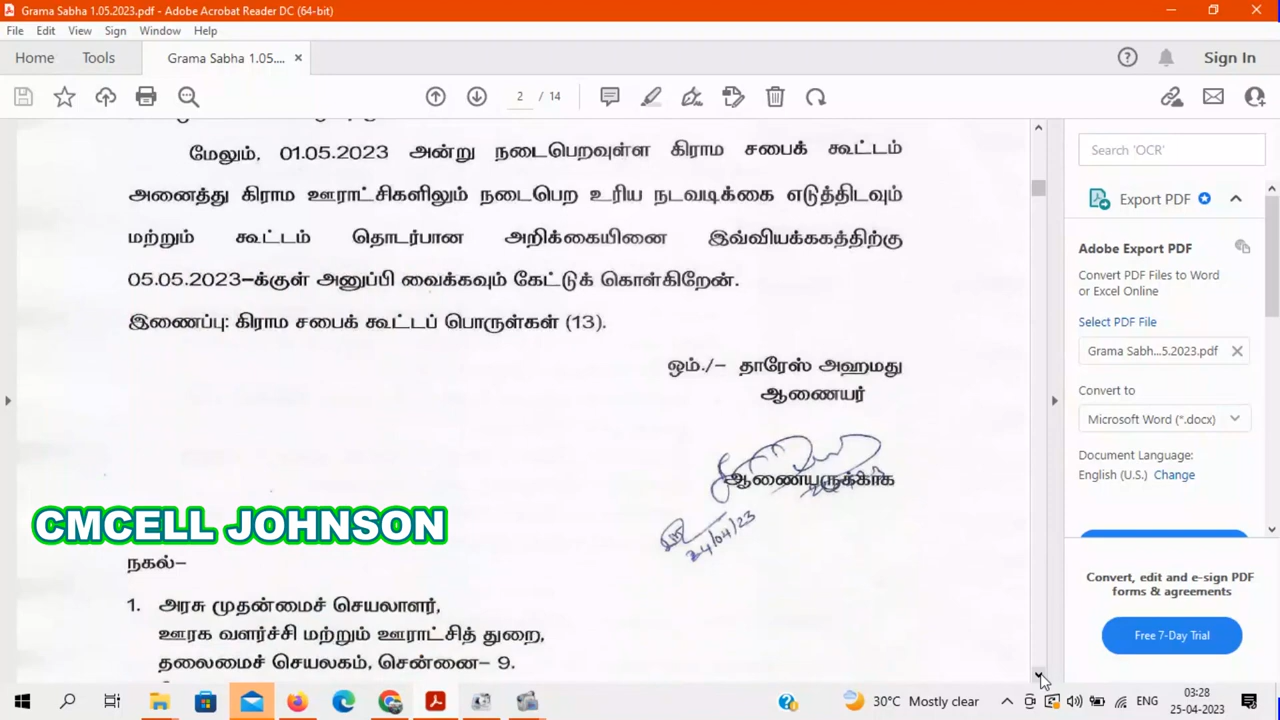 Grama Sabha 1.05.2023.pdf - Adobe Acrobat Reader DC (64-bit)
File Edit View Sign Window Help
Home Tools Grama Sabha 1.05.... × Sign In
2 / 14
மேலும், 01.05.2023 அன்று நடைபெறவுள்ள கிராம சபைக் கூட்டம்
அனைத்து கிராம ஊராட்சிகளிலும் நடைபெற உரிய நடவடிக்கை எடுத்திடவும்
மற்றும் கூட்டம் தொடர்பான அறிக்கையினை இவ்வியக்ககத்திற்கு
05.05.2023–க்குள் அனுப்பி வைக்கவும் கேட்டுக் கொள்கிறேன்.
இணைப்பு: கிராம சபைக் கூட்டப் பொருள்கள் (13).
ஒம்./– தாரேஸ் அஹமது
ஆணையர்
ஆணையருக்காக
24/04/23
CMCELL JOHNSON
நகல்–
1. அரசு முதன்மைச் செயலாளர்,
ஊரக வளர்ச்சி மற்றும் ஊராட்சித் துறை,
தலைமைச் செயலகம், சென்னை– 9.
Search 'OCR'
Export PDF
Adobe Export PDF
Convert PDF Files to Word
or Excel Online
Select PDF File
Grama Sabh...5.2023.pdf
Convert to
Microsoft Word (*.docx)
Document Language:
English (U.S.) Change
Convert, edit and e-sign PDF
forms & agreements
Free 7-Day Trial
30°C Mostly clear
ENG
03:28
25-04-2023